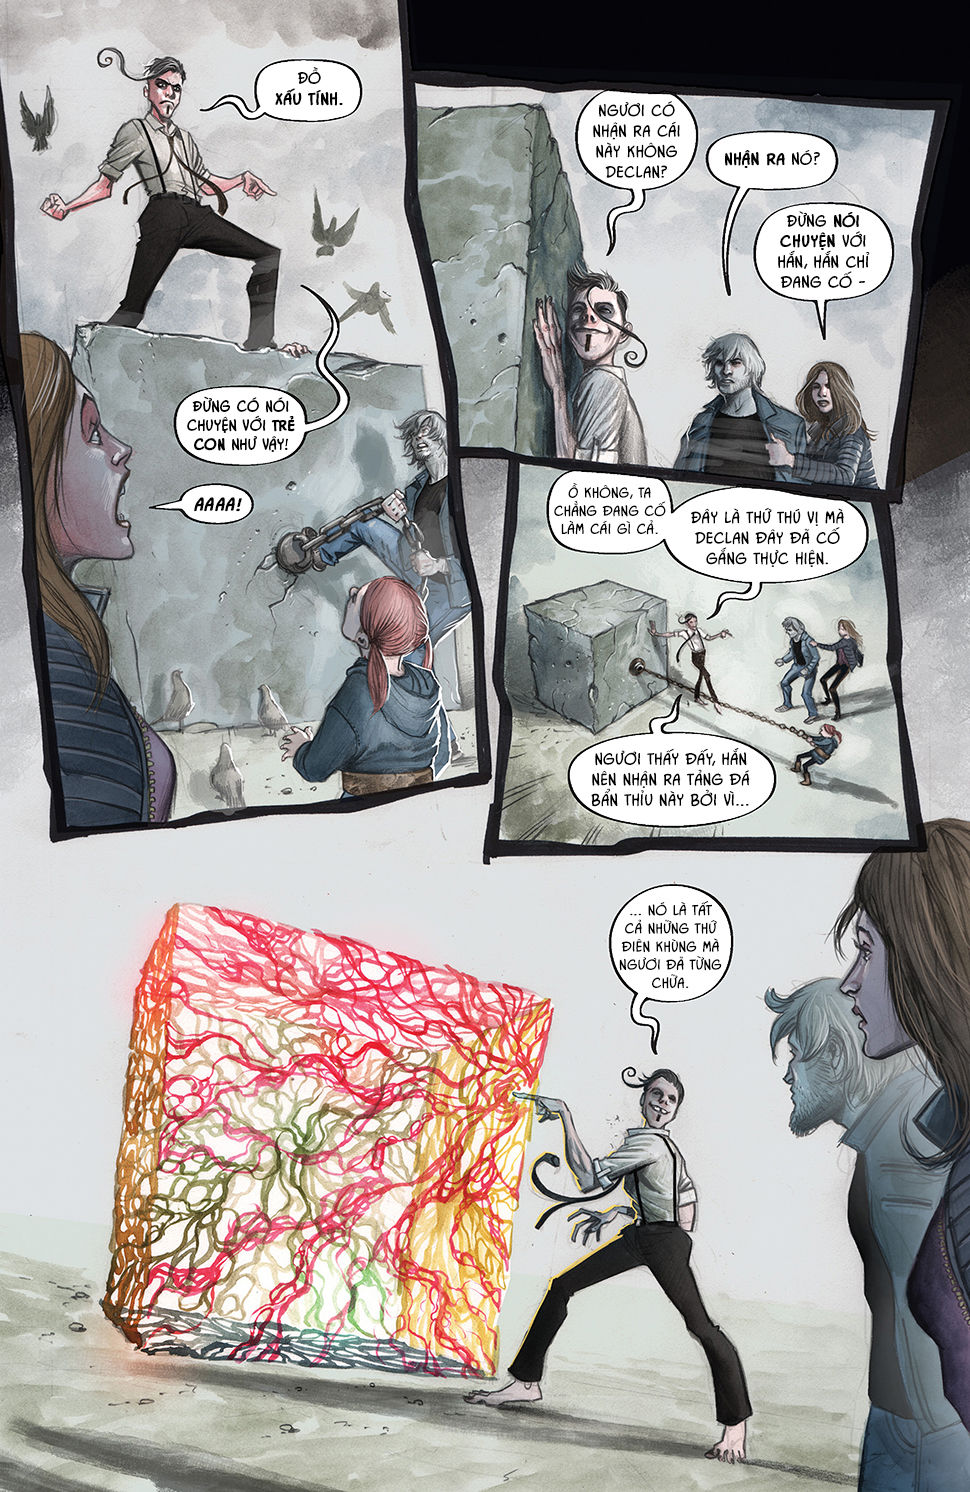 ĐỒ
XẤU TÍNH.
ĐỪNG CÓ NÓI
CHUYỆN VỚI TRẺ
CON NHƯ VẬY!
AAAA!
NGƯƠI CÓ
NHẬN RA CÁI
NÀY KHÔNG
DECLAN?
NHẬN RA NÓ?
ĐỪNG NÓI
CHUYỆN VỚI
HẮN, HẮN CHỈ
ĐANG CỐ -
Ồ KHÔNG, TA
CHẲNG ĐANG CỐ
LÀM CÁI GÌ CẢ.
ĐÂY LÀ THỨ THÚ VỊ MÀ
DECLAN ĐÂY ĐÃ CỐ
GẮNG THỰC HIỆN.
NGƯƠI THẤY ĐẤY, HẮN
NÊN NHẬN RA TẢNG ĐÁ
BẨN THỈU NÀY BỞI VÌ...
... NÓ LÀ TẤT
CẢ NHỮNG THỨ
ĐIÊN KHÙNG MÀ
NGƯƠI ĐÃ TỪNG
CHỮA.